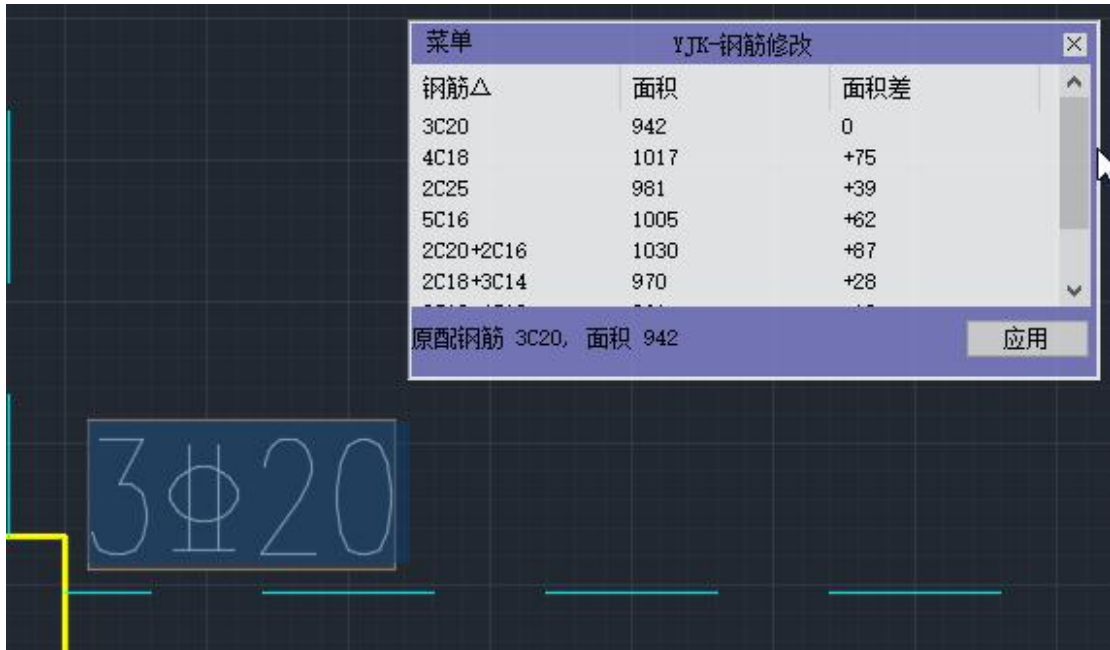 菜单 YJK-钢筋修改
钢筋△ 面积 面积差
3C20 942 0
4C18 1017 +75
2C25 981 +39
5C16 1005 +62
2C20+2C16 1030 +87
2C18+3C14 970 +28
原配钢筋 3C20, 面积 942 应用
3⏀20